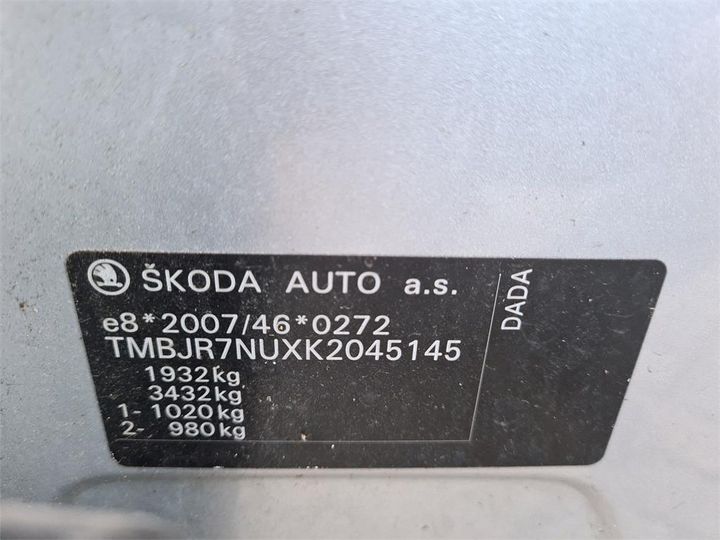 ŠKODA AUTO a.s.
e8*2007/46*0272
TMBJR7NUXK2045145
1932kg
3432kg
1- 1020kg
2- 980kg
DADA